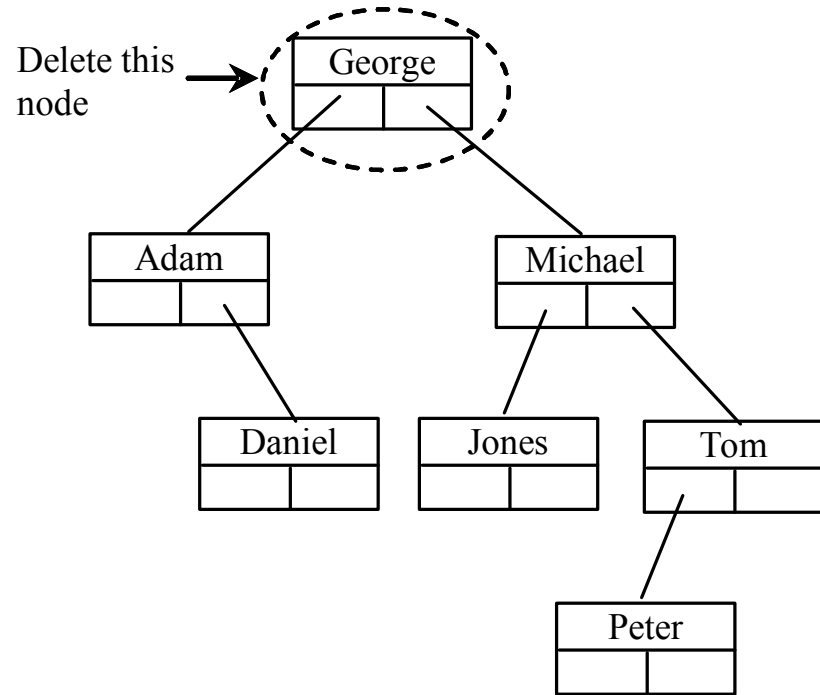 Delete this
node
George
Adam
Michael
Daniel
Jones
Tom
Peter